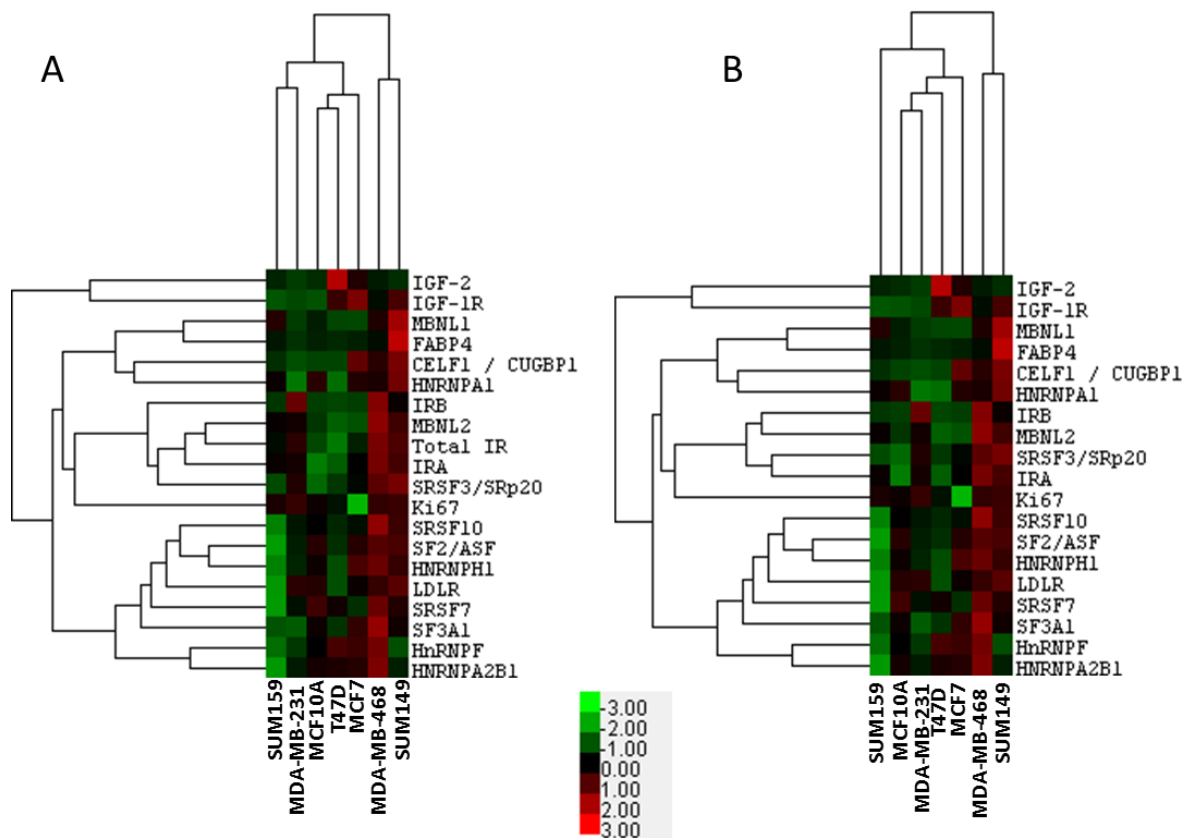 A
IGF-2
IGF-1R
MBNL1
FABP4
CELF1 / CUGBP1
HNRNPA1
IRB
MBNL2
Total IR
IRA
SRSF3/SRp20
Ki67
SRSF10
SF2/ASF
HNRNPH1
LDLR
SRSF7
SF3A1
HnRNPF
HNRNPA2B1
SUM159
MDA-MB-231
MCF10A
T47D
MCF7
MDA-MB-468
SUM149
B
IGF-2
IGF-1R
MBNL1
FABP4
CELF1 / CUGBP1
HNRNPA1
IRB
MBNL2
SRSF3/SRp20
IRA
Ki67
SRSF10
SF2/ASF
HNRNPH1
LDLR
SRSF7
SF3A1
HnRNPF
HNRNPA2B1
SUM159
MCF10A
MDA-MB-231
T47D
MCF7
MDA-MB-468
SUM149
-3.00
-2.00
-1.00
0.00
1.00
2.00
3.00